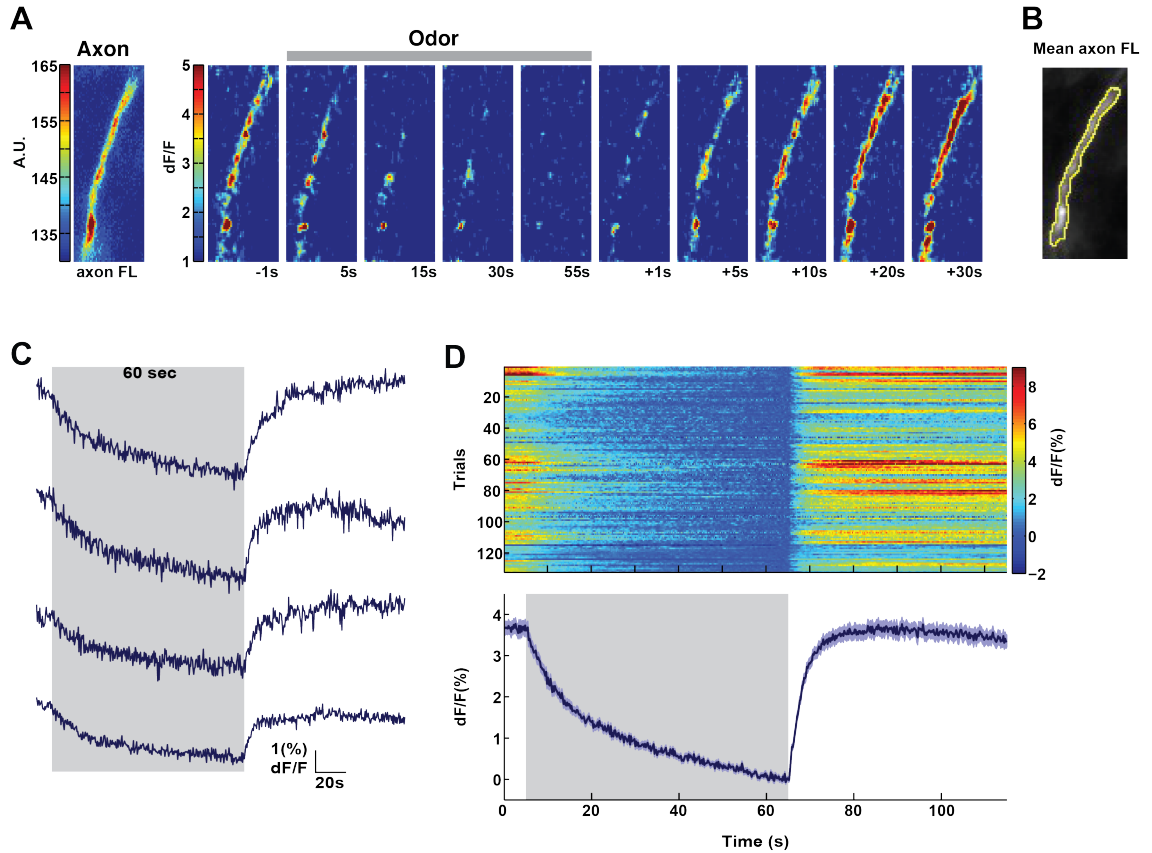 A
B
Axon
Odor
Mean axon FL
165
155
145
135
A.U.
axon FL
5
4
3
2
1
dF/F
-1s
5s
15s
30s
55s
+1s
+5s
+10s
+20s
+30s
C
60 sec
1(%)
dF/F
20s
D
Trials
20
40
60
80
100
120
8
6
4
2
0
−2
dF/F(%)
4
3
2
1
0
dF/F(%)
0
20
40
60
80
100
Time (s)